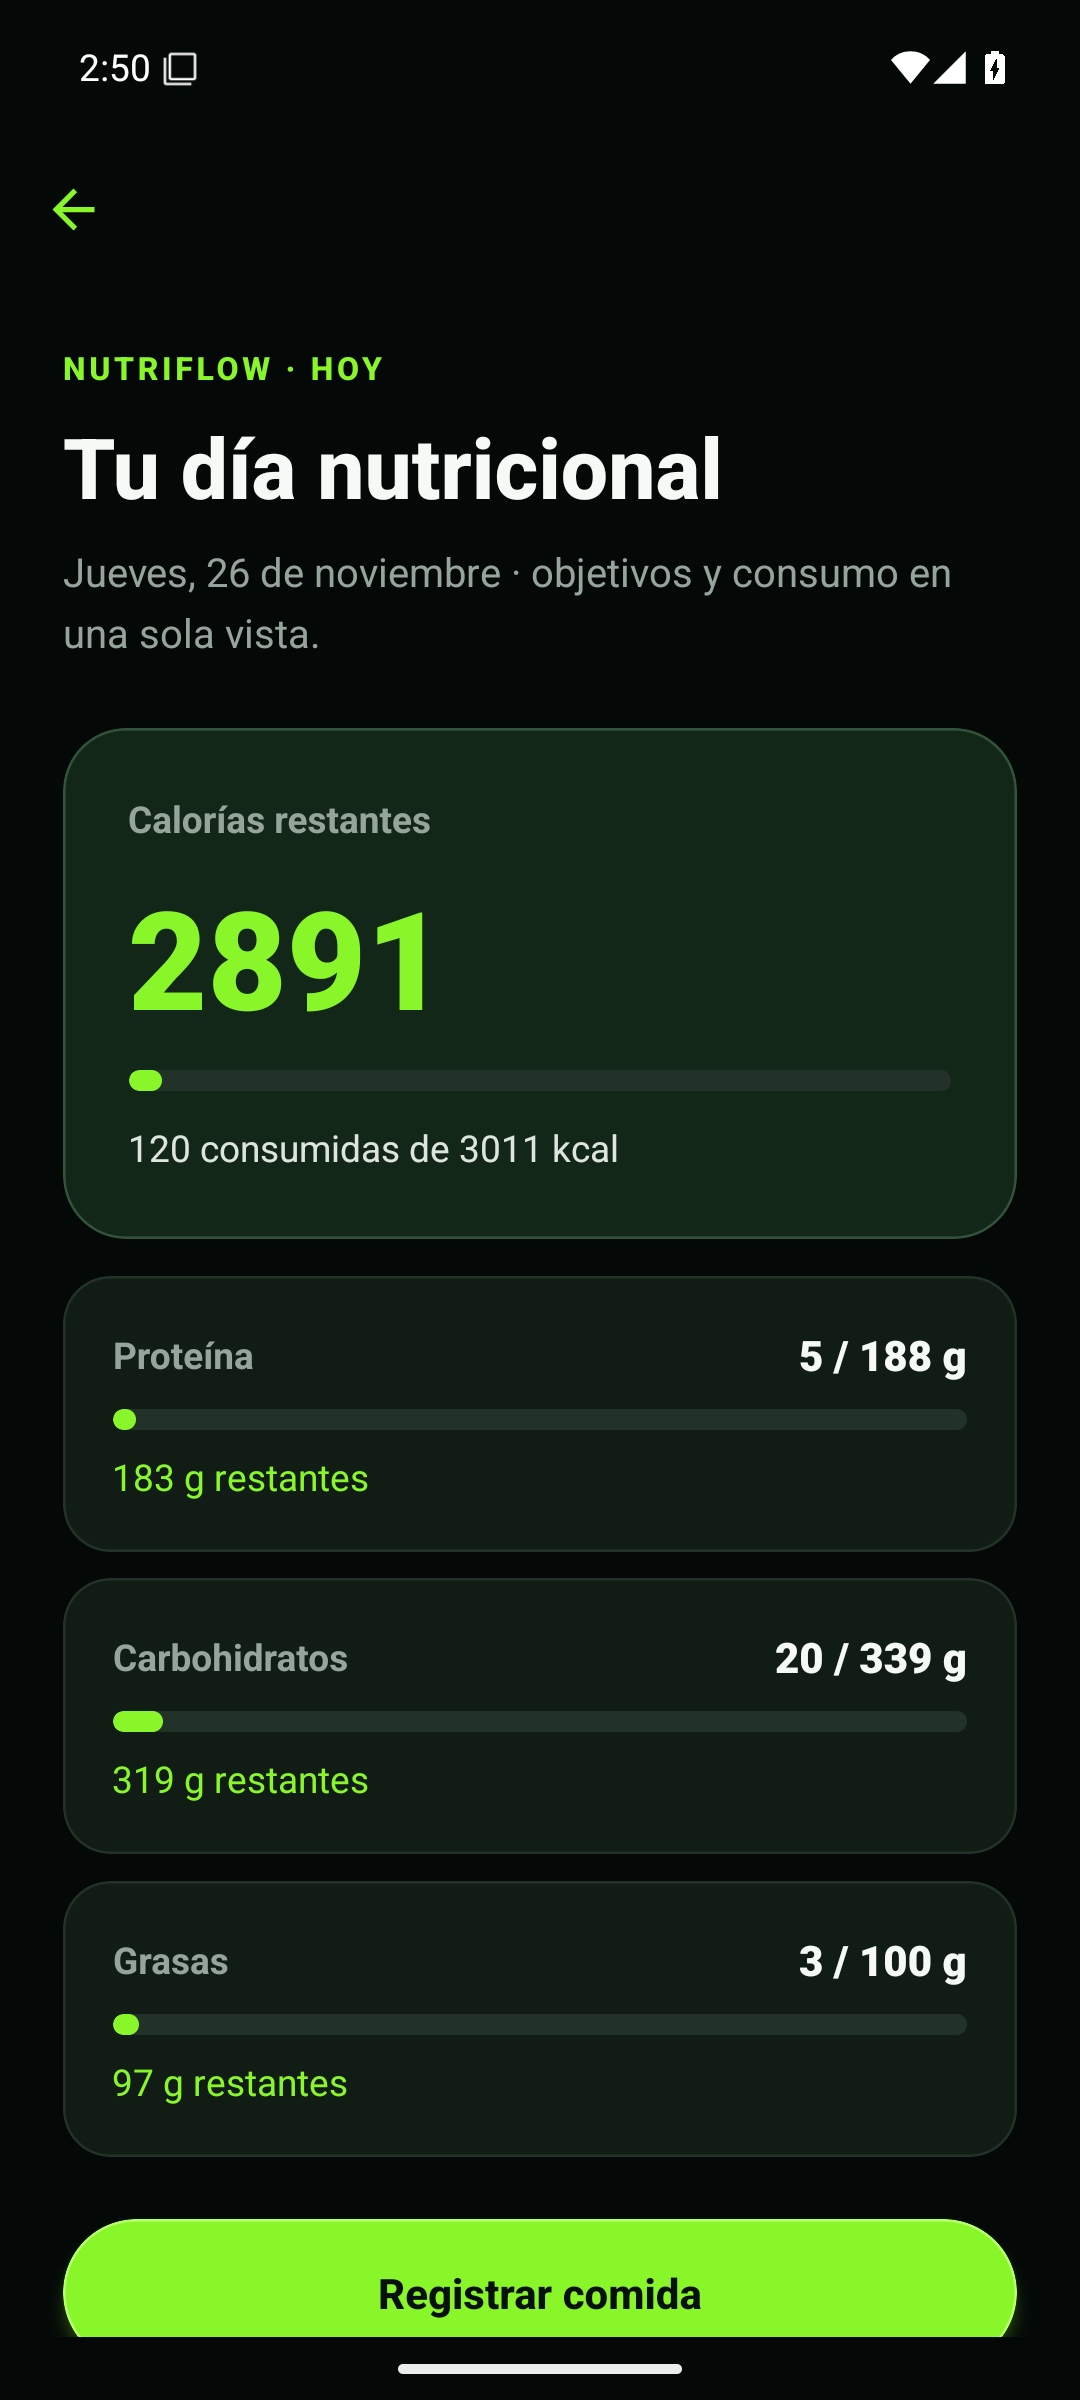 2:50
NUTRIFLOW · HOY
Tu día nutricional
Jueves, 26 de noviembre · objetivos y consumo en
una sola vista.
Calorías restantes
2891
120 consumidas de 3011 kcal
Proteína
5 / 188 g
183 g restantes
Carbohidratos
20 / 339 g
319 g restantes
Grasas
3 / 100 g
97 g restantes
Registrar comida